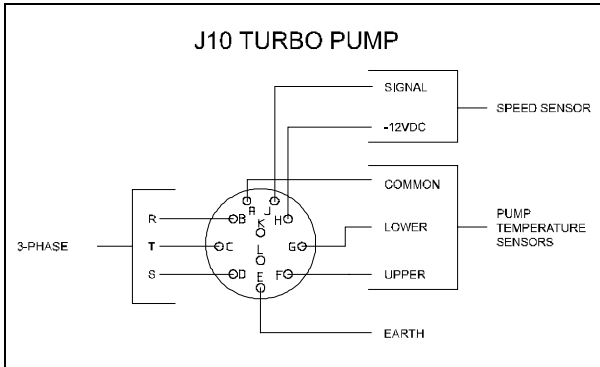 J10 TURBO PUMP
SIGNAL
SPEED SENSOR
-12VDC
COMMON
A J
R B K H
LOWER
PUMP
TEMPERATURE
SENSORS
3-PHASE T C L G
S D E F UPPER
EARTH